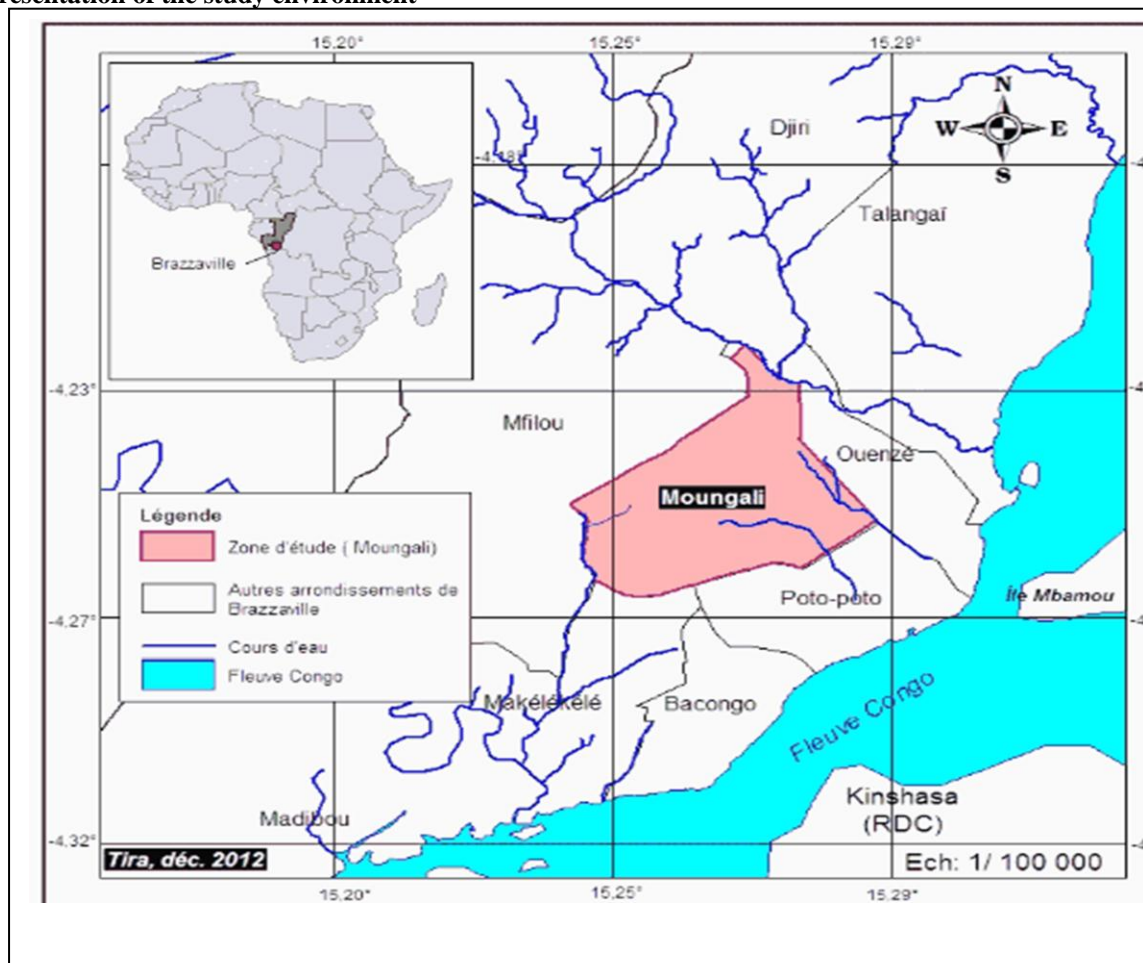 resentation of the study environment
15,20° 15,25° 15,29°
N
W E
S
Djiri
-4.18°
Talangaï
Brazzaville
-4,23°
Mfilou
Ouenzé
Moungali
Légende
Zone d'étude ( Moungali)
Autres arrondissements de
Brazzaville
Cours d'eau
Fleuve Congo
Poto-poto
Île Mbamou
-4.27°
Makélékélé
Bacongo
Fleuve Congo
Kinshasa
(RDC)
Madibou
-4.32°
Tira, déc. 2012
Ech: 1/ 100 000
15,20° 15,25° 15,29°